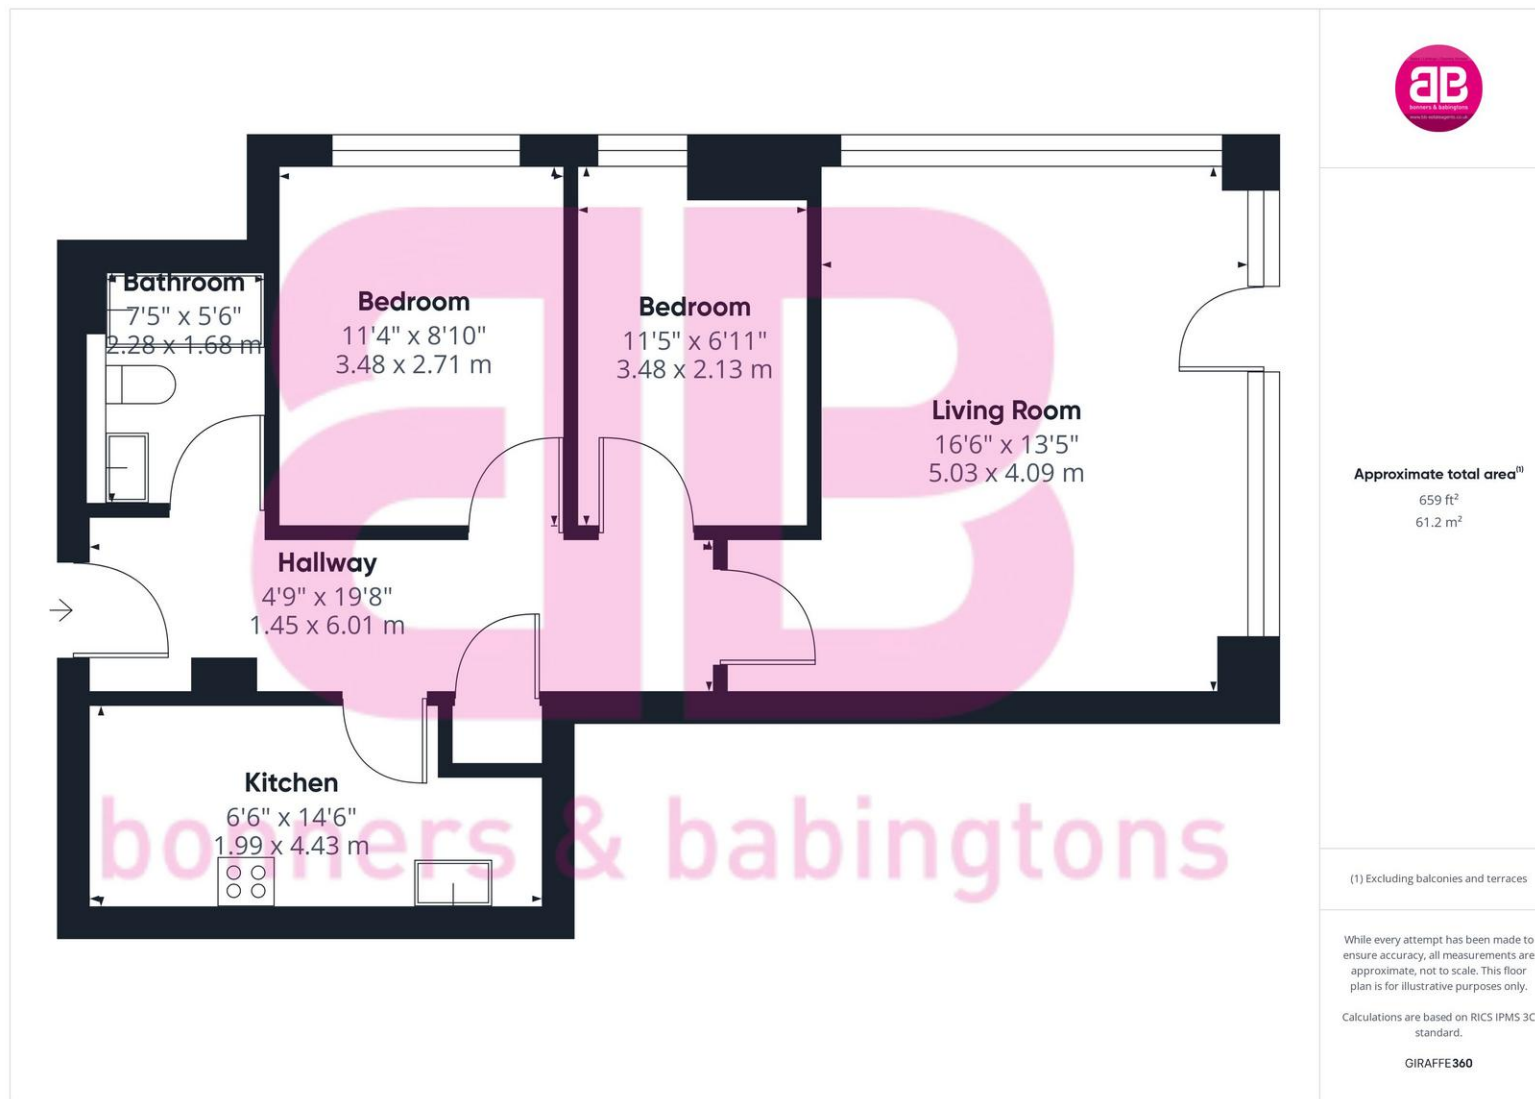 Bathroom
7'5" x 5'6"
2.28 x 1.68 m
Bedroom
11'4" x 8'10"
3.48 x 2.71 m
Bedroom
11'5" x 6'11"
3.48 x 2.13 m
Living Room
16'6" x 13'5"
5.03 x 4.09 m
Hallway
4'9" x 19'8"
1.45 x 6.01 m
Kitchen
6'6" x 14'6"
1.99 x 4.43 m
bonners & babingtons
bonners & babingtons
Approximate total area⁽¹⁾
659 ft²
61.2 m²
(1) Excluding balconies and terraces
While every attempt has been made to
ensure accuracy, all measurements are
approximate, not to scale. This floor
plan is for illustrative purposes only.
Calculations are based on RICS IPMS 3C
standard.
GIRAFFE360